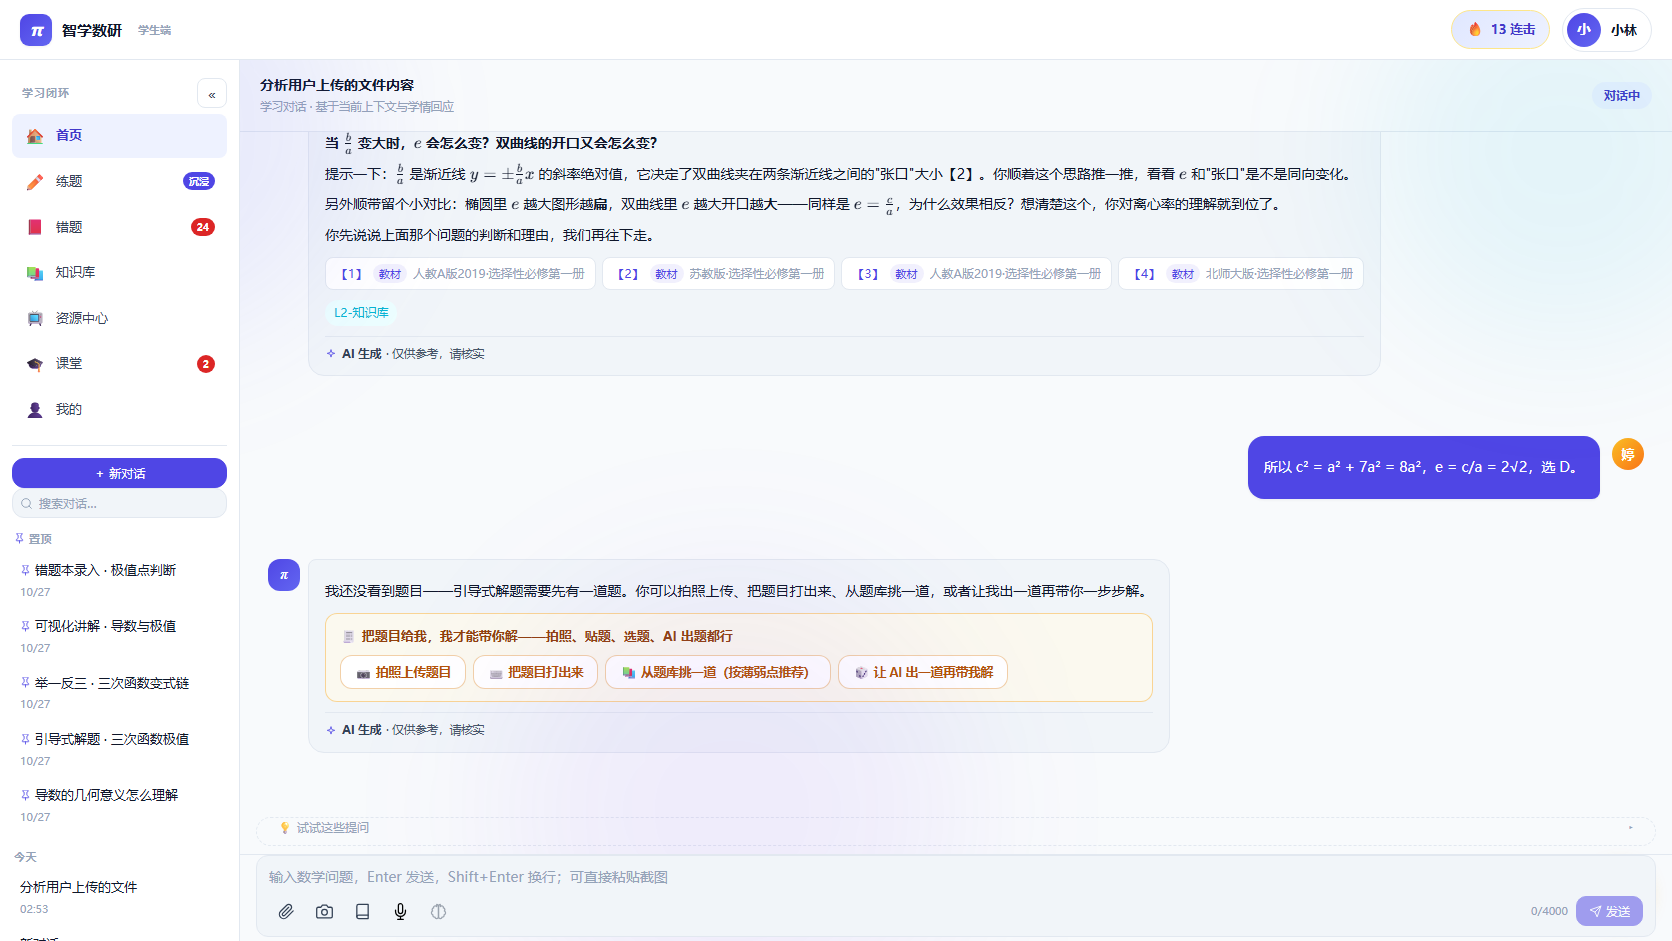 π 智学数研 学生端
🔥 13 连击
小 小林
学习闭环 «
首页
练题 沉浸
错题 24
知识库
资源中心
课堂 2
我的
+ 新对话
搜索对话...
置顶
错题本录入 · 极值点判断
10/27
可视化讲解 · 导数与极值
10/27
举一反三 · 三次函数变式链
10/27
引导式解题 · 三次函数极值
10/27
导数的几何意义怎么理解
10/27
今天
分析用户上传的文件
02:53
分析用户上传的文件内容
学习对话 · 基于当前上下文与学情回应
对话中
当 b/a 变大时，e 会怎么变？双曲线的开口又会怎么变？
提示一下：b/a 是渐近线 y = ±b/a x 的斜率绝对值，它决定了双曲线夹在两条渐近线之间的"张口"大小【2】。你顺着这个思路推一推，看看 e 和"张口"是不是同向变化。
另外顺带留个小对比：椭圆里 e 越大图形越扁，双曲线里 e 越大开口越大——同样是 e = c/a，为什么效果相反？想清楚这个，你对离心率的理解就到位了。
你先说说上面那个问题的判断和理由，我们再往下走。
【1】 教材 人教A版2019·选择性必修第一册
【2】 教材 苏教版·选择性必修第一册
【3】 教材 人教A版2019·选择性必修第一册
【4】 教材 北师大版·选择性必修第一册
L2-知识库
AI 生成 · 仅供参考，请核实
所以 c² = a² + 7a² = 8a²，e = c/a = 2√2，选 D。
婷
π
我还没看到题目——引导式解题需要先有一道题。你可以拍照上传、把题目打出来、从题库挑一道，或者让我出一道再带你一步步解。
把题目给我，我才能带你解——拍照、贴题、选题、AI 出题都行
拍照上传题目
把题目打出来
从题库挑一道（按薄弱点推荐）
让 AI 出一道再带我解
AI 生成 · 仅供参考，请核实
试试这些提问
输入数学问题，Enter 发送，Shift+Enter 换行；可直接粘贴截图
0/4000 发送